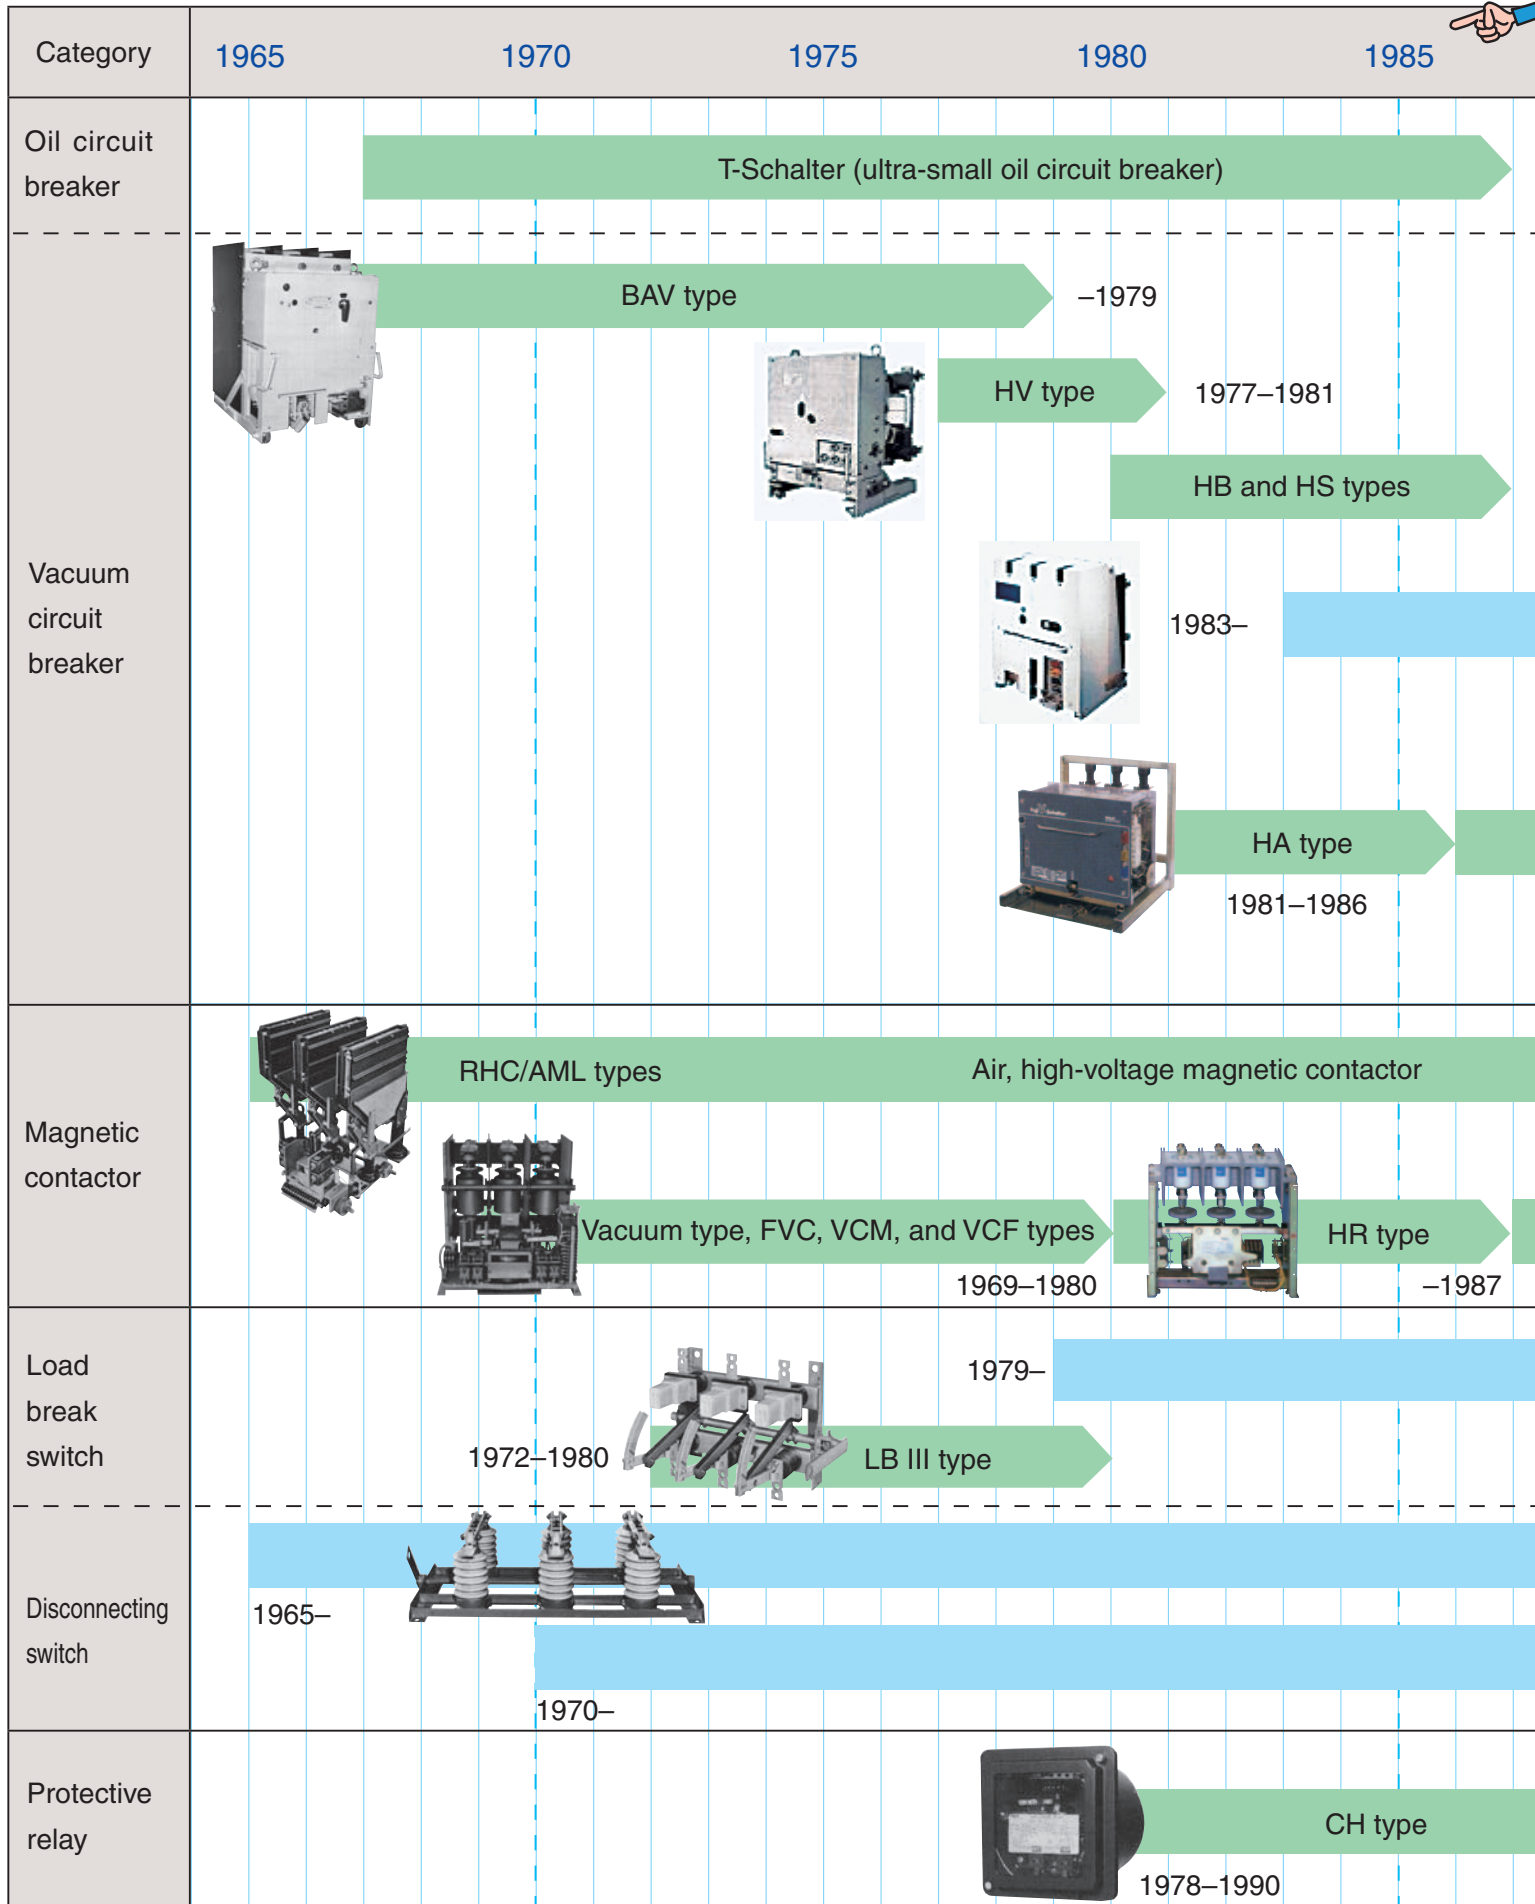 Category
1965
1970
1975
1980
1985
Oil circuit
breaker
T-Schalter (ultra-small oil circuit breaker)
Vacuum
circuit
breaker
BAV type
–1979
HV type
1977–1981
HB and HS types
1983–
HA type
1981–1986
Magnetic
contactor
RHC/AML types
Air, high-voltage magnetic contactor
Vacuum type, FVC, VCM, and VCF types
1969–1980
HR type
–1987
Load
break
switch
1979–
1972–1980
LB III type
Disconnecting
switch
1965–
1970–
Protective
relay
CH type
1978–1990